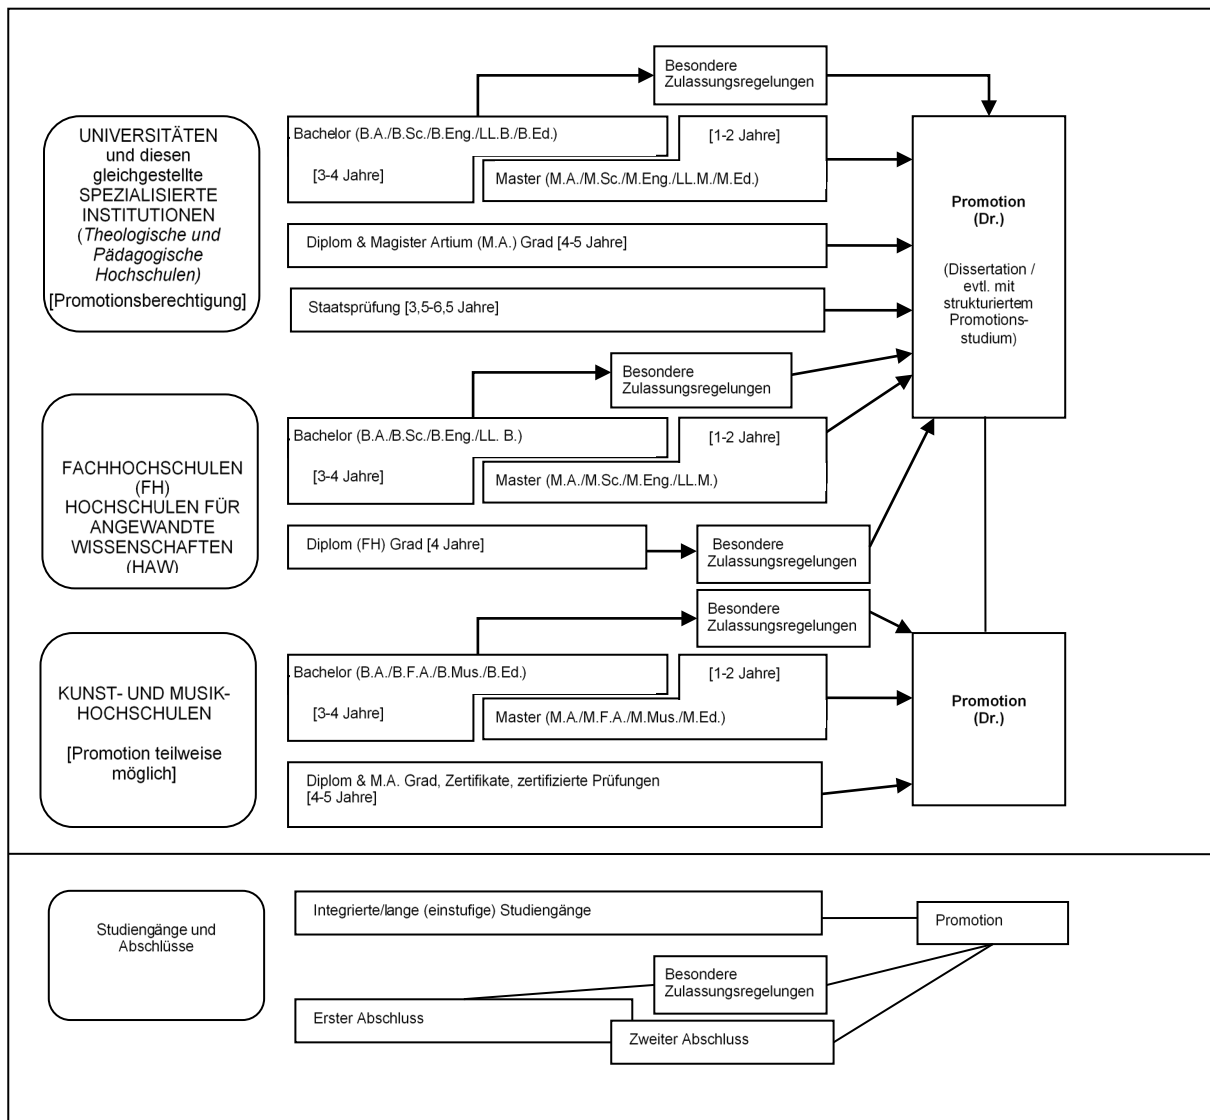 Besondere
Zulassungsregelungen
UNIVERSITÄTEN
und diesen
gleichgestellte
SPEZIALISIERTE
INSTITUTIONEN
(Theologische und
Pädagogische
Hochschulen)
[Promotionsberechtigung]
Bachelor (B.A./B.Sc./B.Eng./LL.B./B.Ed.)
[1-2 Jahre]
[3-4 Jahre]
Master (M.A./M.Sc./M.Eng./LL.M./M.Ed.)
Diplom & Magister Artium (M.A.) Grad [4-5 Jahre]
Staatsprüfung [3,5-6,5 Jahre]
Promotion
(Dr.)
(Dissertation /
evtl. mit
strukturiertem
Promotions-
studium)
Besondere
Zulassungsregelungen
FACHHOCHSCHULEN
(FH)
HOCHSCHULEN FÜR
ANGEWANDTE
WISSENSCHAFTEN
(HAW)
Bachelor (B.A./B.Sc./B.Eng./LL. B.)
[1-2 Jahre]
[3-4 Jahre]
Master (M.A./M.Sc./M.Eng./LL.M.)
Diplom (FH) Grad [4 Jahre]
Besondere
Zulassungsregelungen
Besondere
Zulassungsregelungen
KUNST- UND MUSIK-
HOCHSCHULEN
[Promotion teilweise
möglich]
Bachelor (B.A./B.F.A./B.Mus./B.Ed.)
[1-2 Jahre]
[3-4 Jahre]
Master (M.A./M.F.A./M.Mus./M.Ed.)
Diplom & M.A. Grad, Zertifikate, zertifizierte Prüfungen
[4-5 Jahre]
Promotion
(Dr.)
Studiengänge und
Abschlüsse
Integrierte/lange (einstufige) Studiengänge
Promotion
Besondere
Zulassungsregelungen
Erster Abschluss
Zweiter Abschluss